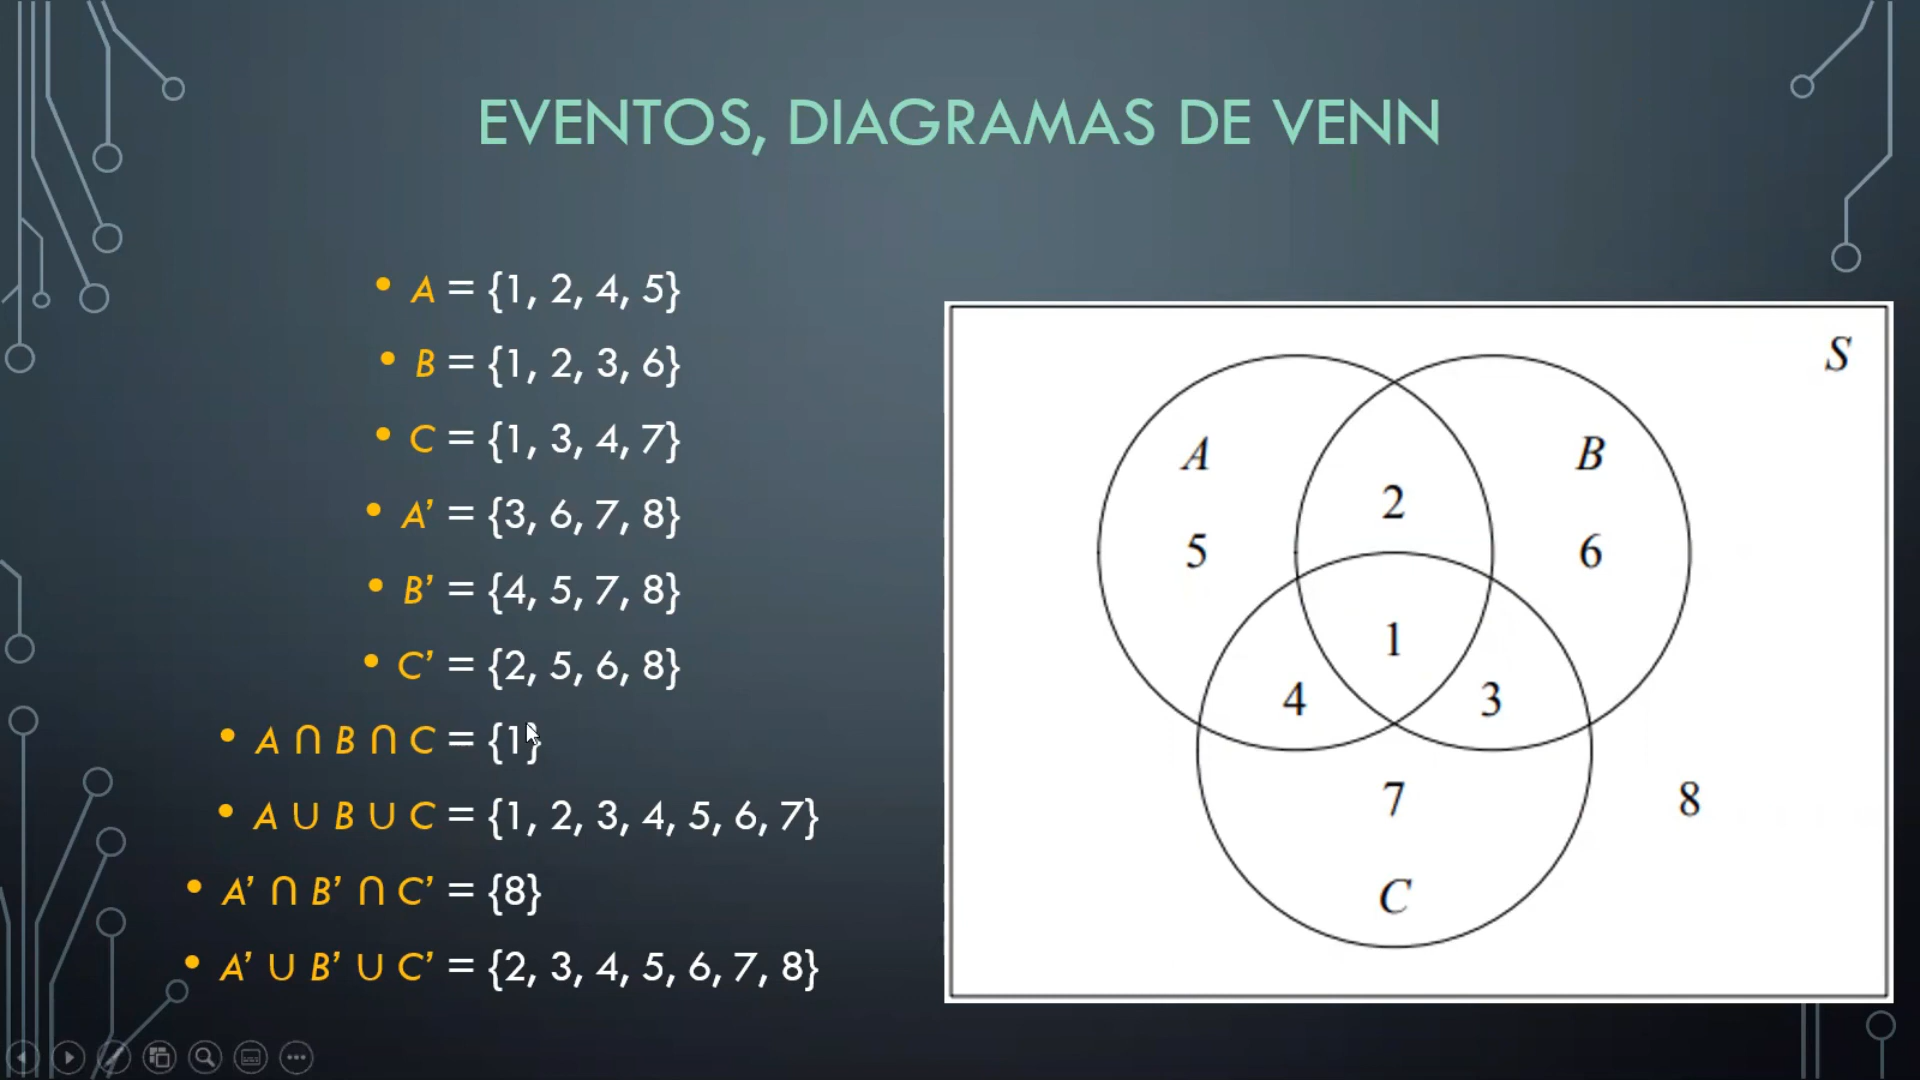 EVENTOS, DIAGRAMAS DE VENN
• A = {1, 2, 4, 5}
• B = {1, 2, 3, 6}
• C = {1, 3, 4, 7}
• A’ = {3, 6, 7, 8}
• B’ = {4, 5, 7, 8}
• C’ = {2, 5, 6, 8}
• A ∩ B ∩ C = {1}
• A ∪ B ∪ C = {1, 2, 3, 4, 5, 6, 7}
• A’ ∩ B’ ∩ C’ = {8}
• A’ ∪ B’ ∪ C’ = {2, 3, 4, 5, 6, 7, 8}
S
A B
2
5 6
1
4 3
7 8
C